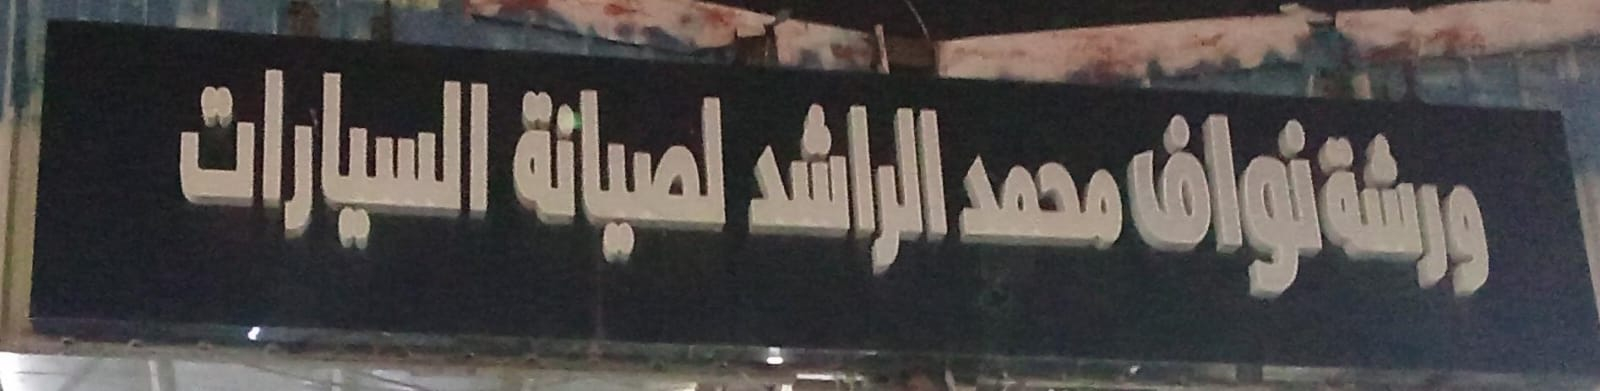 ورشة نواف محمد الراشد لصيانة السيارات